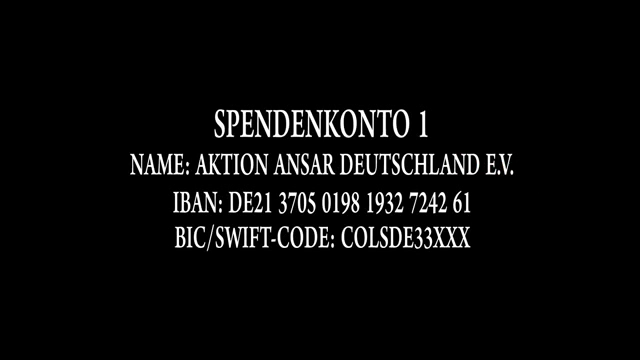 SPENDENKONTO 1
NAME: AKTION ANSAR DEUTSCHLAND E.V.
IBAN: DE21 3705 0198 1932 7242 61
BIC/SWIFT-CODE: COLSDE33XXX